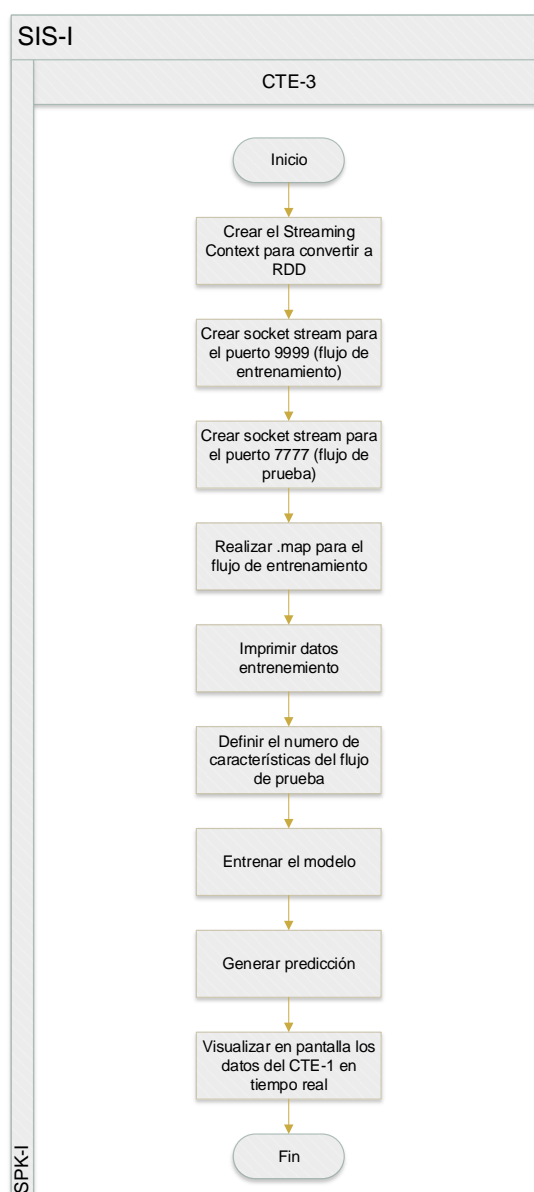 SIS-I
CTE-3
Inicio
Crear el Streaming
Context para convertir a
RDD
Crear socket stream para
el puerto 9999 (flujo de
entrenamiento)
Crear socket stream para
el puerto 7777 (flujo de
prueba)
Realizar .map para el
flujo de entrenamiento
Imprimir datos
entrenemiento
Definir el numero de
características del flujo
de prueba
Entrenar el modelo
Generar predicción
Visualizar en pantalla los
datos del CTE-1 en
tiempo real
Fin
SPK-I